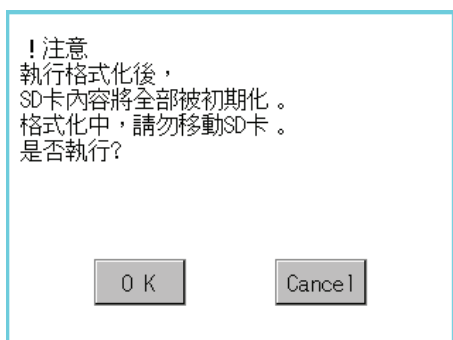 ！注意
執行格式化後，
SD卡內容將全部被初期化。
格式化中，請勿移動SD卡。
是否執行?
OK
Cancel